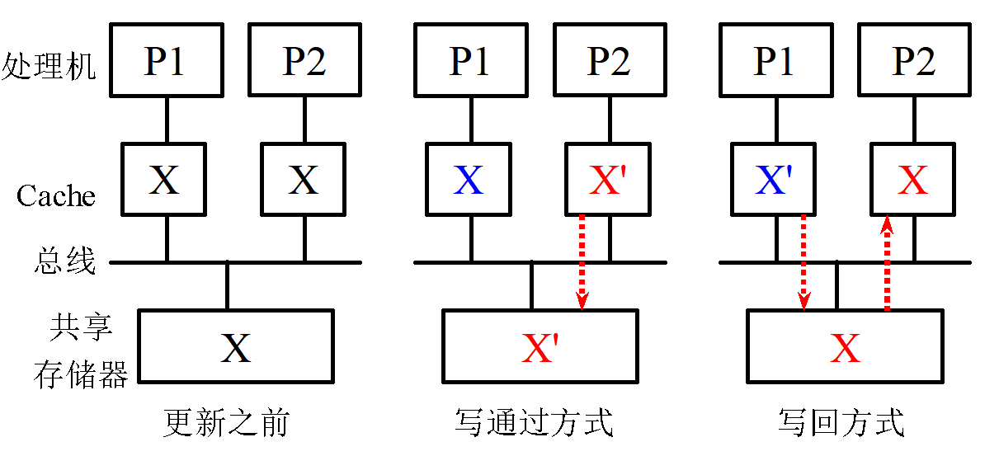 处理机 P1 P2 P1 P2 P1 P2
Cache X X X X' X' X
总线
共享
存储器 X X' X
更新之前 写通过方式 写回方式